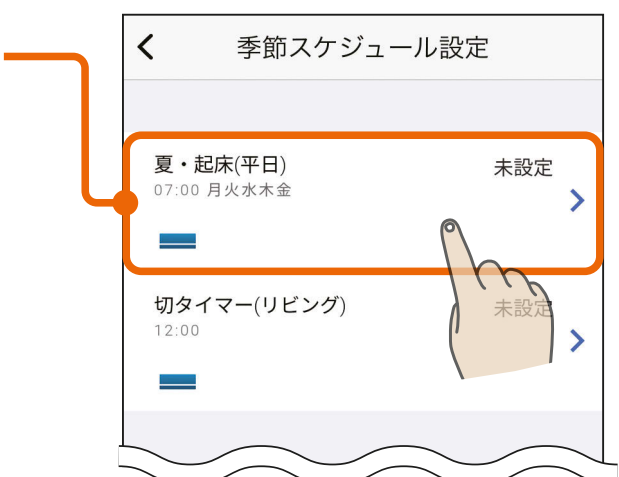 季節スケジュール設定
夏・起床(平日)
未設定
07:00 月火水木金
切タイマー(リビング)
未設定
12:00